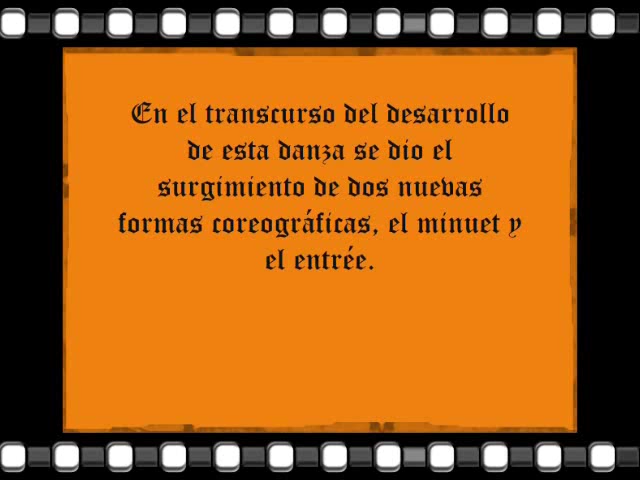 En el transcurso del desarrollo
de esta danza se dio el
surgimiento de dos nuevas
formas coreográficas, el minuet y
el entrée.